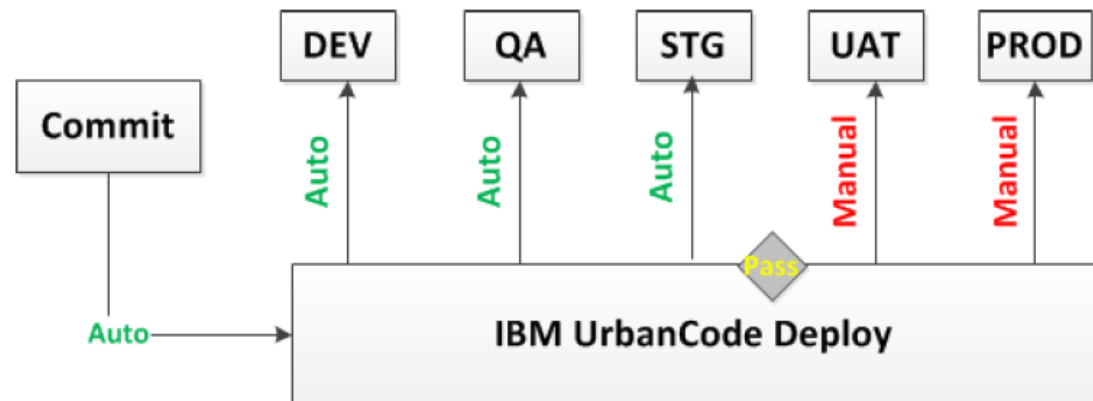 DEV
QA
STG
UAT
PROD
Commit
Auto
Auto
Auto
Manual
Manual
Pass
Auto
IBM UrbanCode Deploy